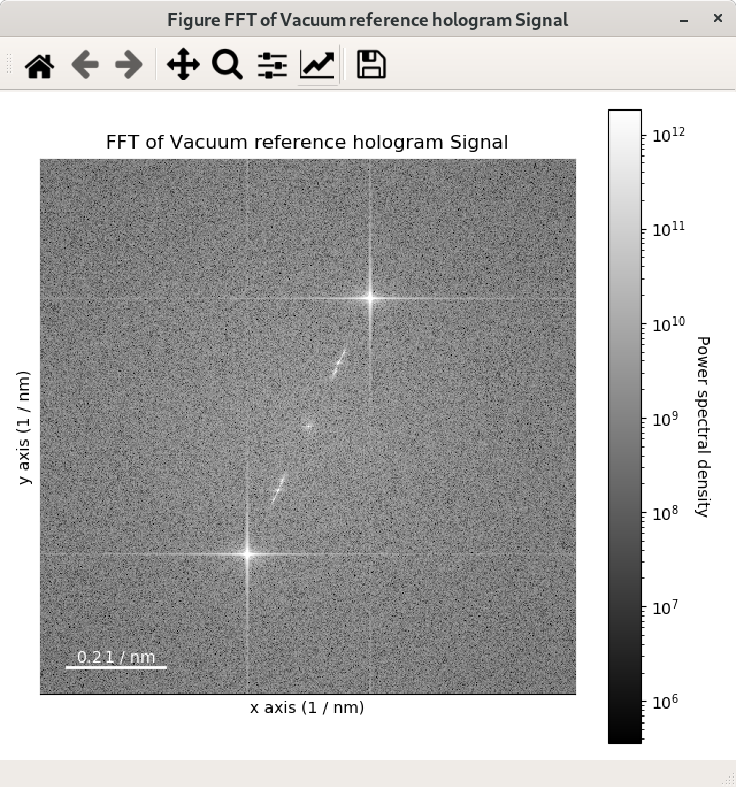 Figure FFT of Vacuum reference hologram Signal
FFT of Vacuum reference hologram Signal
10¹²
10¹¹
10¹⁰
10⁹
10⁸
10⁷
10⁶
Power spectral density
y axis (1 / nm)
0.21 / nm
x axis (1 / nm)